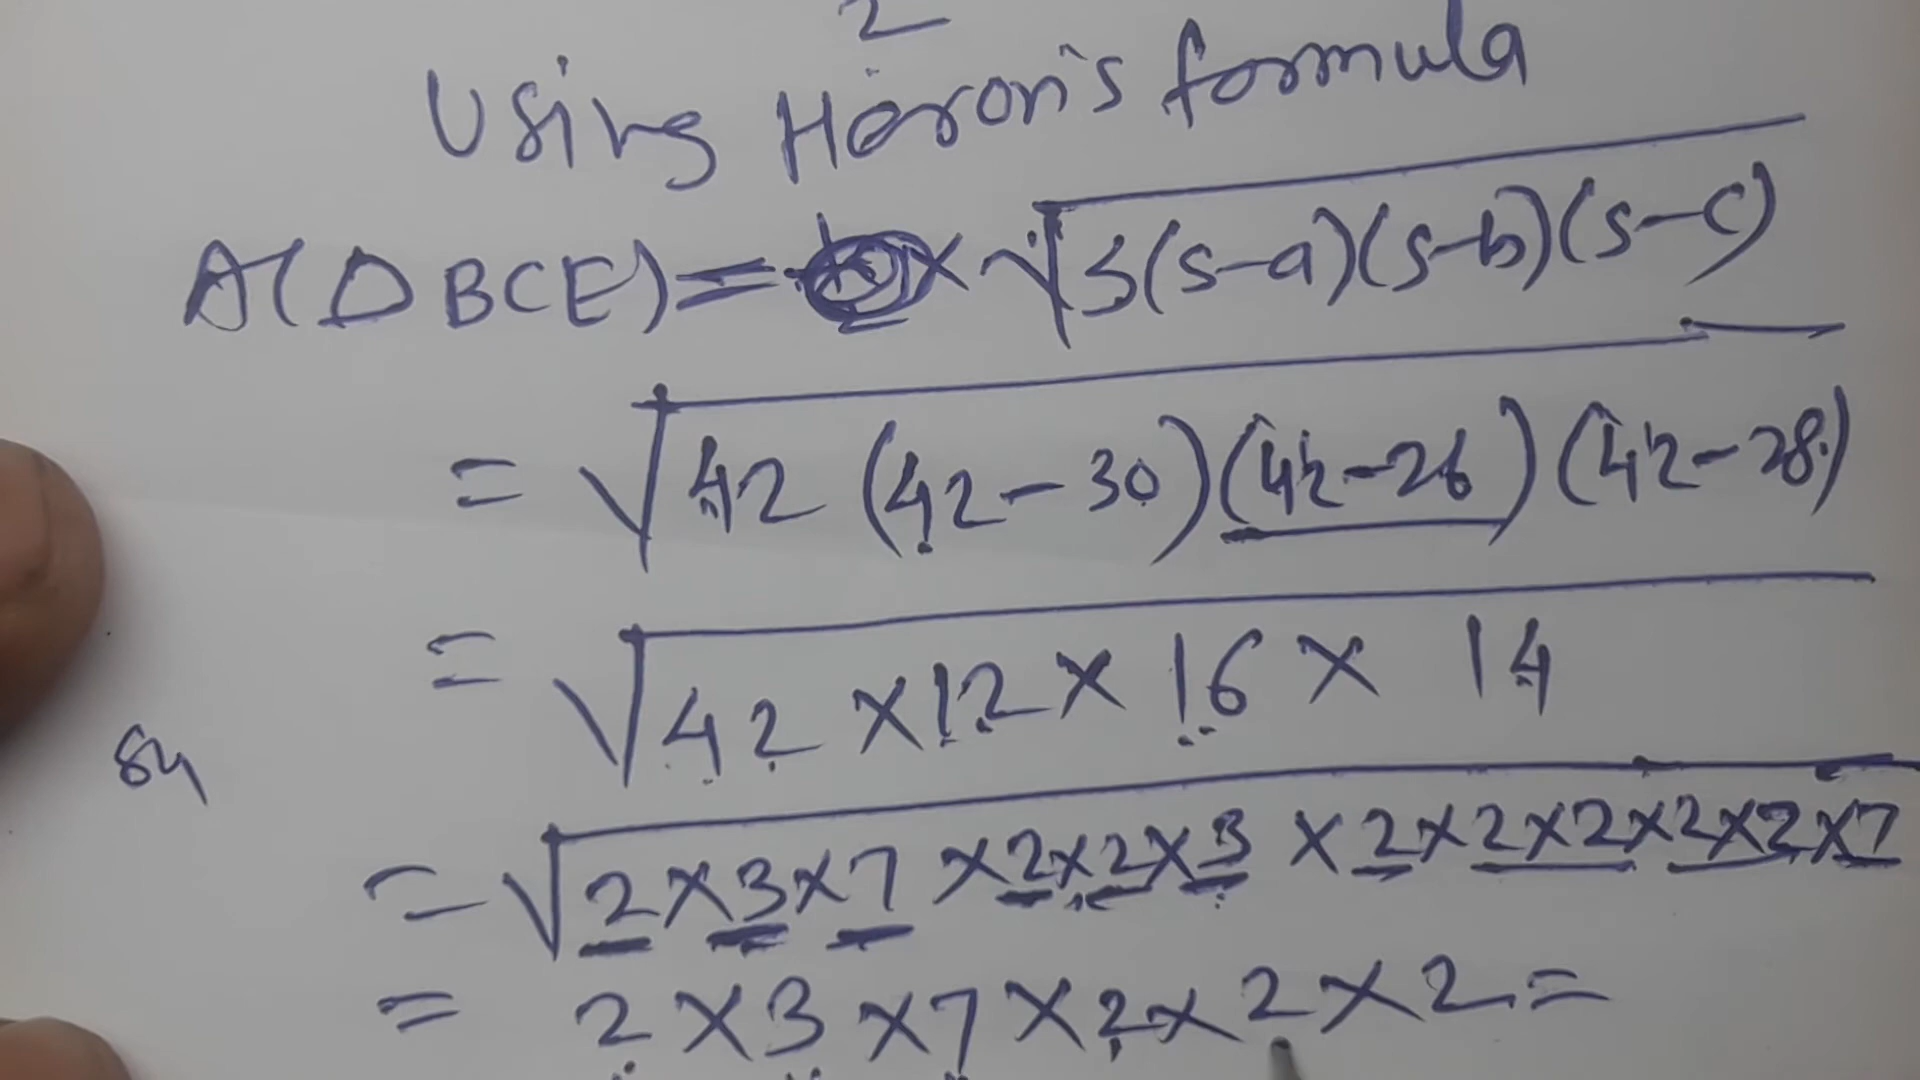 2
Using Heron's formula
A(△BCE) = × √s(s-a)(s-b)(s-c)
= √42 (42-30)(42-26)(42-28)
= √42 ×12× 16 × 14
84
= √2×3×7 ×2×2×3 ×2×2×2×2×2×7
= 2 ×3 ×7 ×2×2×2=